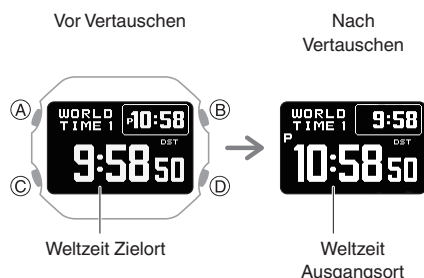 Vor Vertauschen
Nach
Vertauschen
A
B
WORLD
TIME 1
P10:58
DST
9:58 50
C
D
WORLD
TIME 1
9:58
DST
P
10:58 50
Weltzeit Zielort
Weltzeit
Ausgangsort